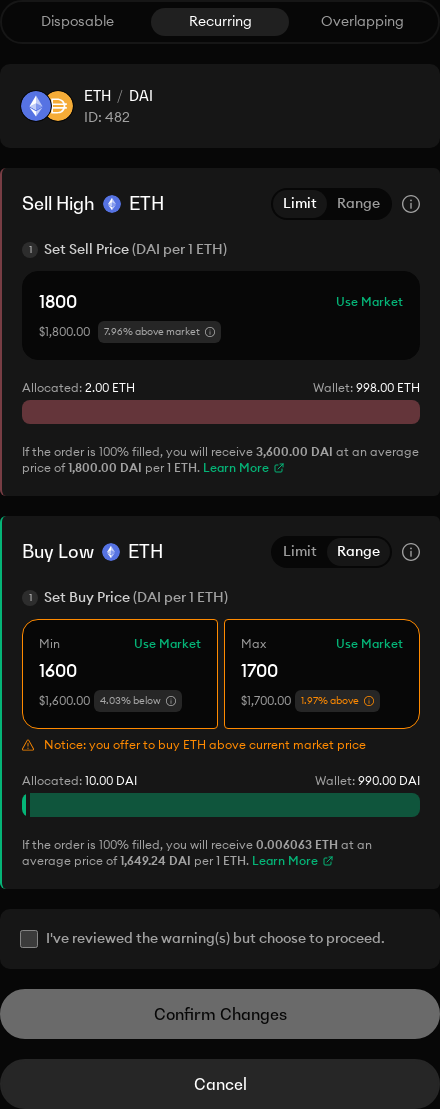 Disposable Recurring Overlapping
ETH / DAI
ID: 482
Sell High ETH Limit Range
1 Set Sell Price (DAI per 1 ETH)
1800 Use Market
$1,800.00 7.96% above market
Allocated: 2.00 ETH Wallet: 998.00 ETH
If the order is 100% filled, you will receive 3,600.00 DAI at an average
price of 1,800.00 DAI per 1 ETH. Learn More
Buy Low ETH Limit Range
1 Set Buy Price (DAI per 1 ETH)
Min Use Market Max Use Market
1600 1700
$1,600.00 4.03% below $1,700.00 1.97% above
Notice: you offer to buy ETH above current market price
Allocated: 10.00 DAI Wallet: 990.00 DAI
If the order is 100% filled, you will receive 0.006063 ETH at an
average price of 1,649.24 DAI per 1 ETH. Learn More
I've reviewed the warning(s) but choose to proceed.
Confirm Changes
Cancel